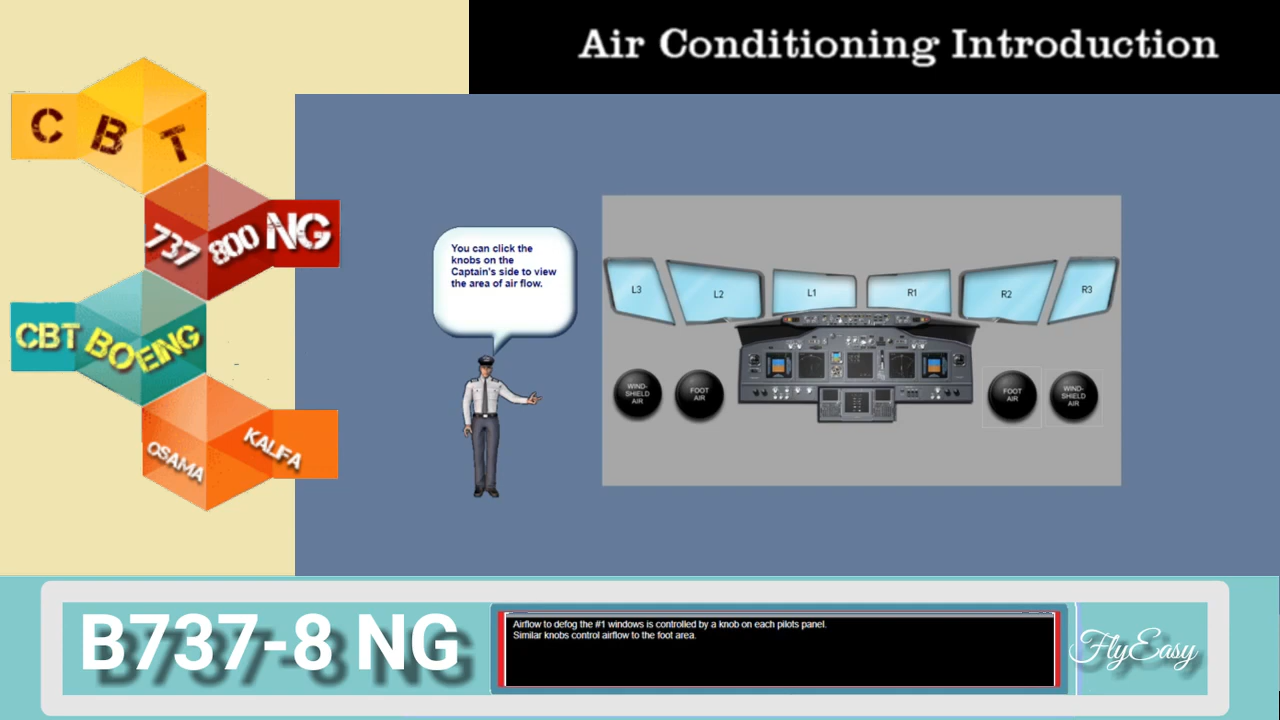 Air Conditioning Introduction
C B T
737 800 NG
CBT BOEING
OSAMA KALIFA
You can click the
knobs on the
Captain's side to view
the area of air flow.
L3
L2
L1
R1
R2
R3
WIND-
SHIELD
AIR
FOOT
AIR
FOOT
AIR
WIND-
SHIELD
AIR
B737-8 NG
Airflow to defog the #1 windows is controlled by a knob on each pilots panel.
Similar knobs control airflow to the foot area.
FlyEasy